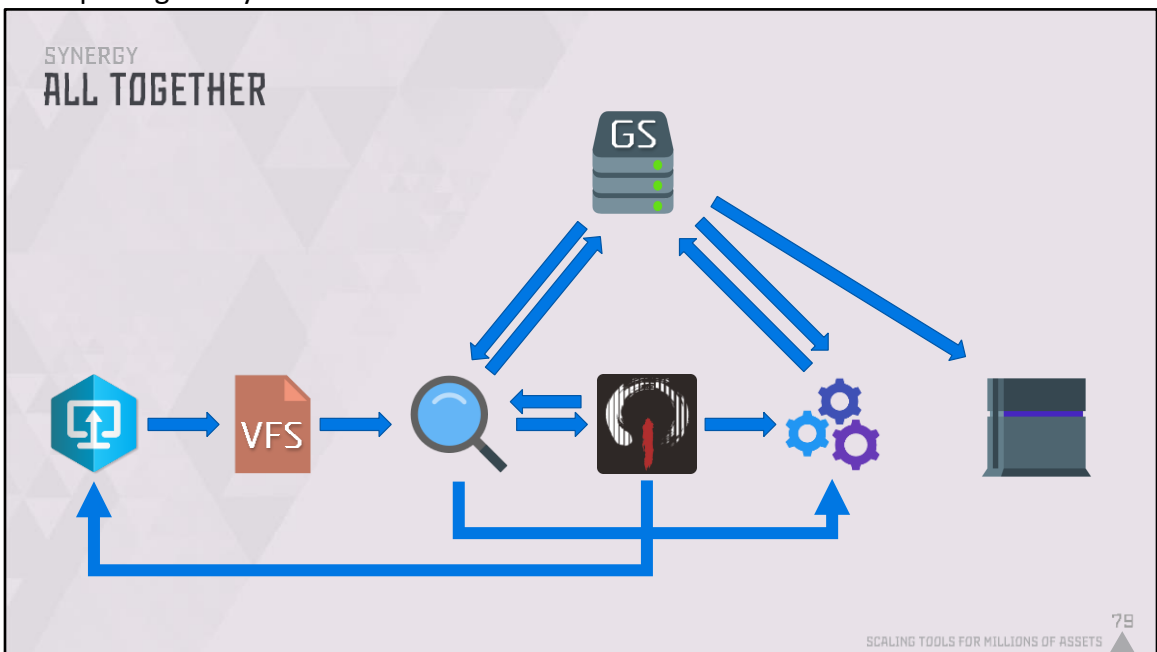 SYNERGY
ALL TOGETHER
GS
VFS
79
SCALING TOOLS FOR MILLIONS OF ASSETS